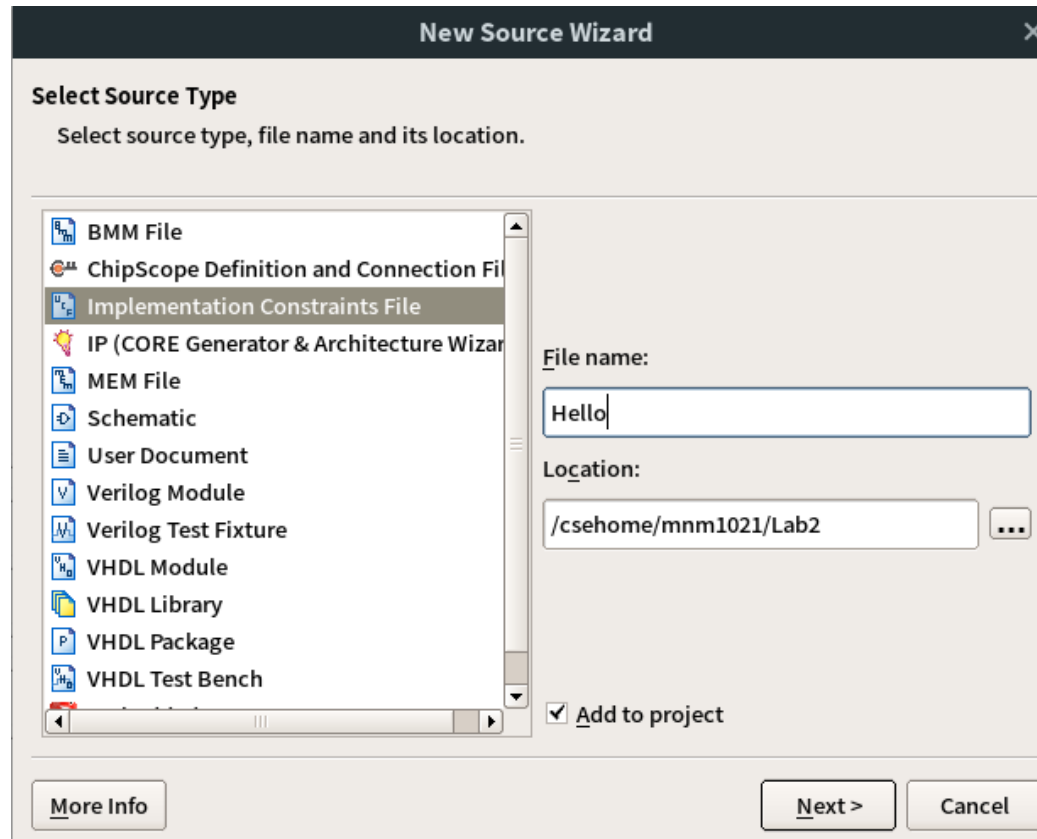 New Source Wizard
Select Source Type
Select source type, file name and its location.
BMM File
ChipScope Definition and Connection Fil
Implementation Constraints File
IP (CORE Generator & Architecture Wizar
MEM File
Schematic
User Document
Verilog Module
Verilog Test Fixture
VHDL Module
VHDL Library
VHDL Package
VHDL Test Bench
File name:
Hello
Location:
/csehome/mnm1021/Lab2
...
Add to project
More Info
Next >
Cancel